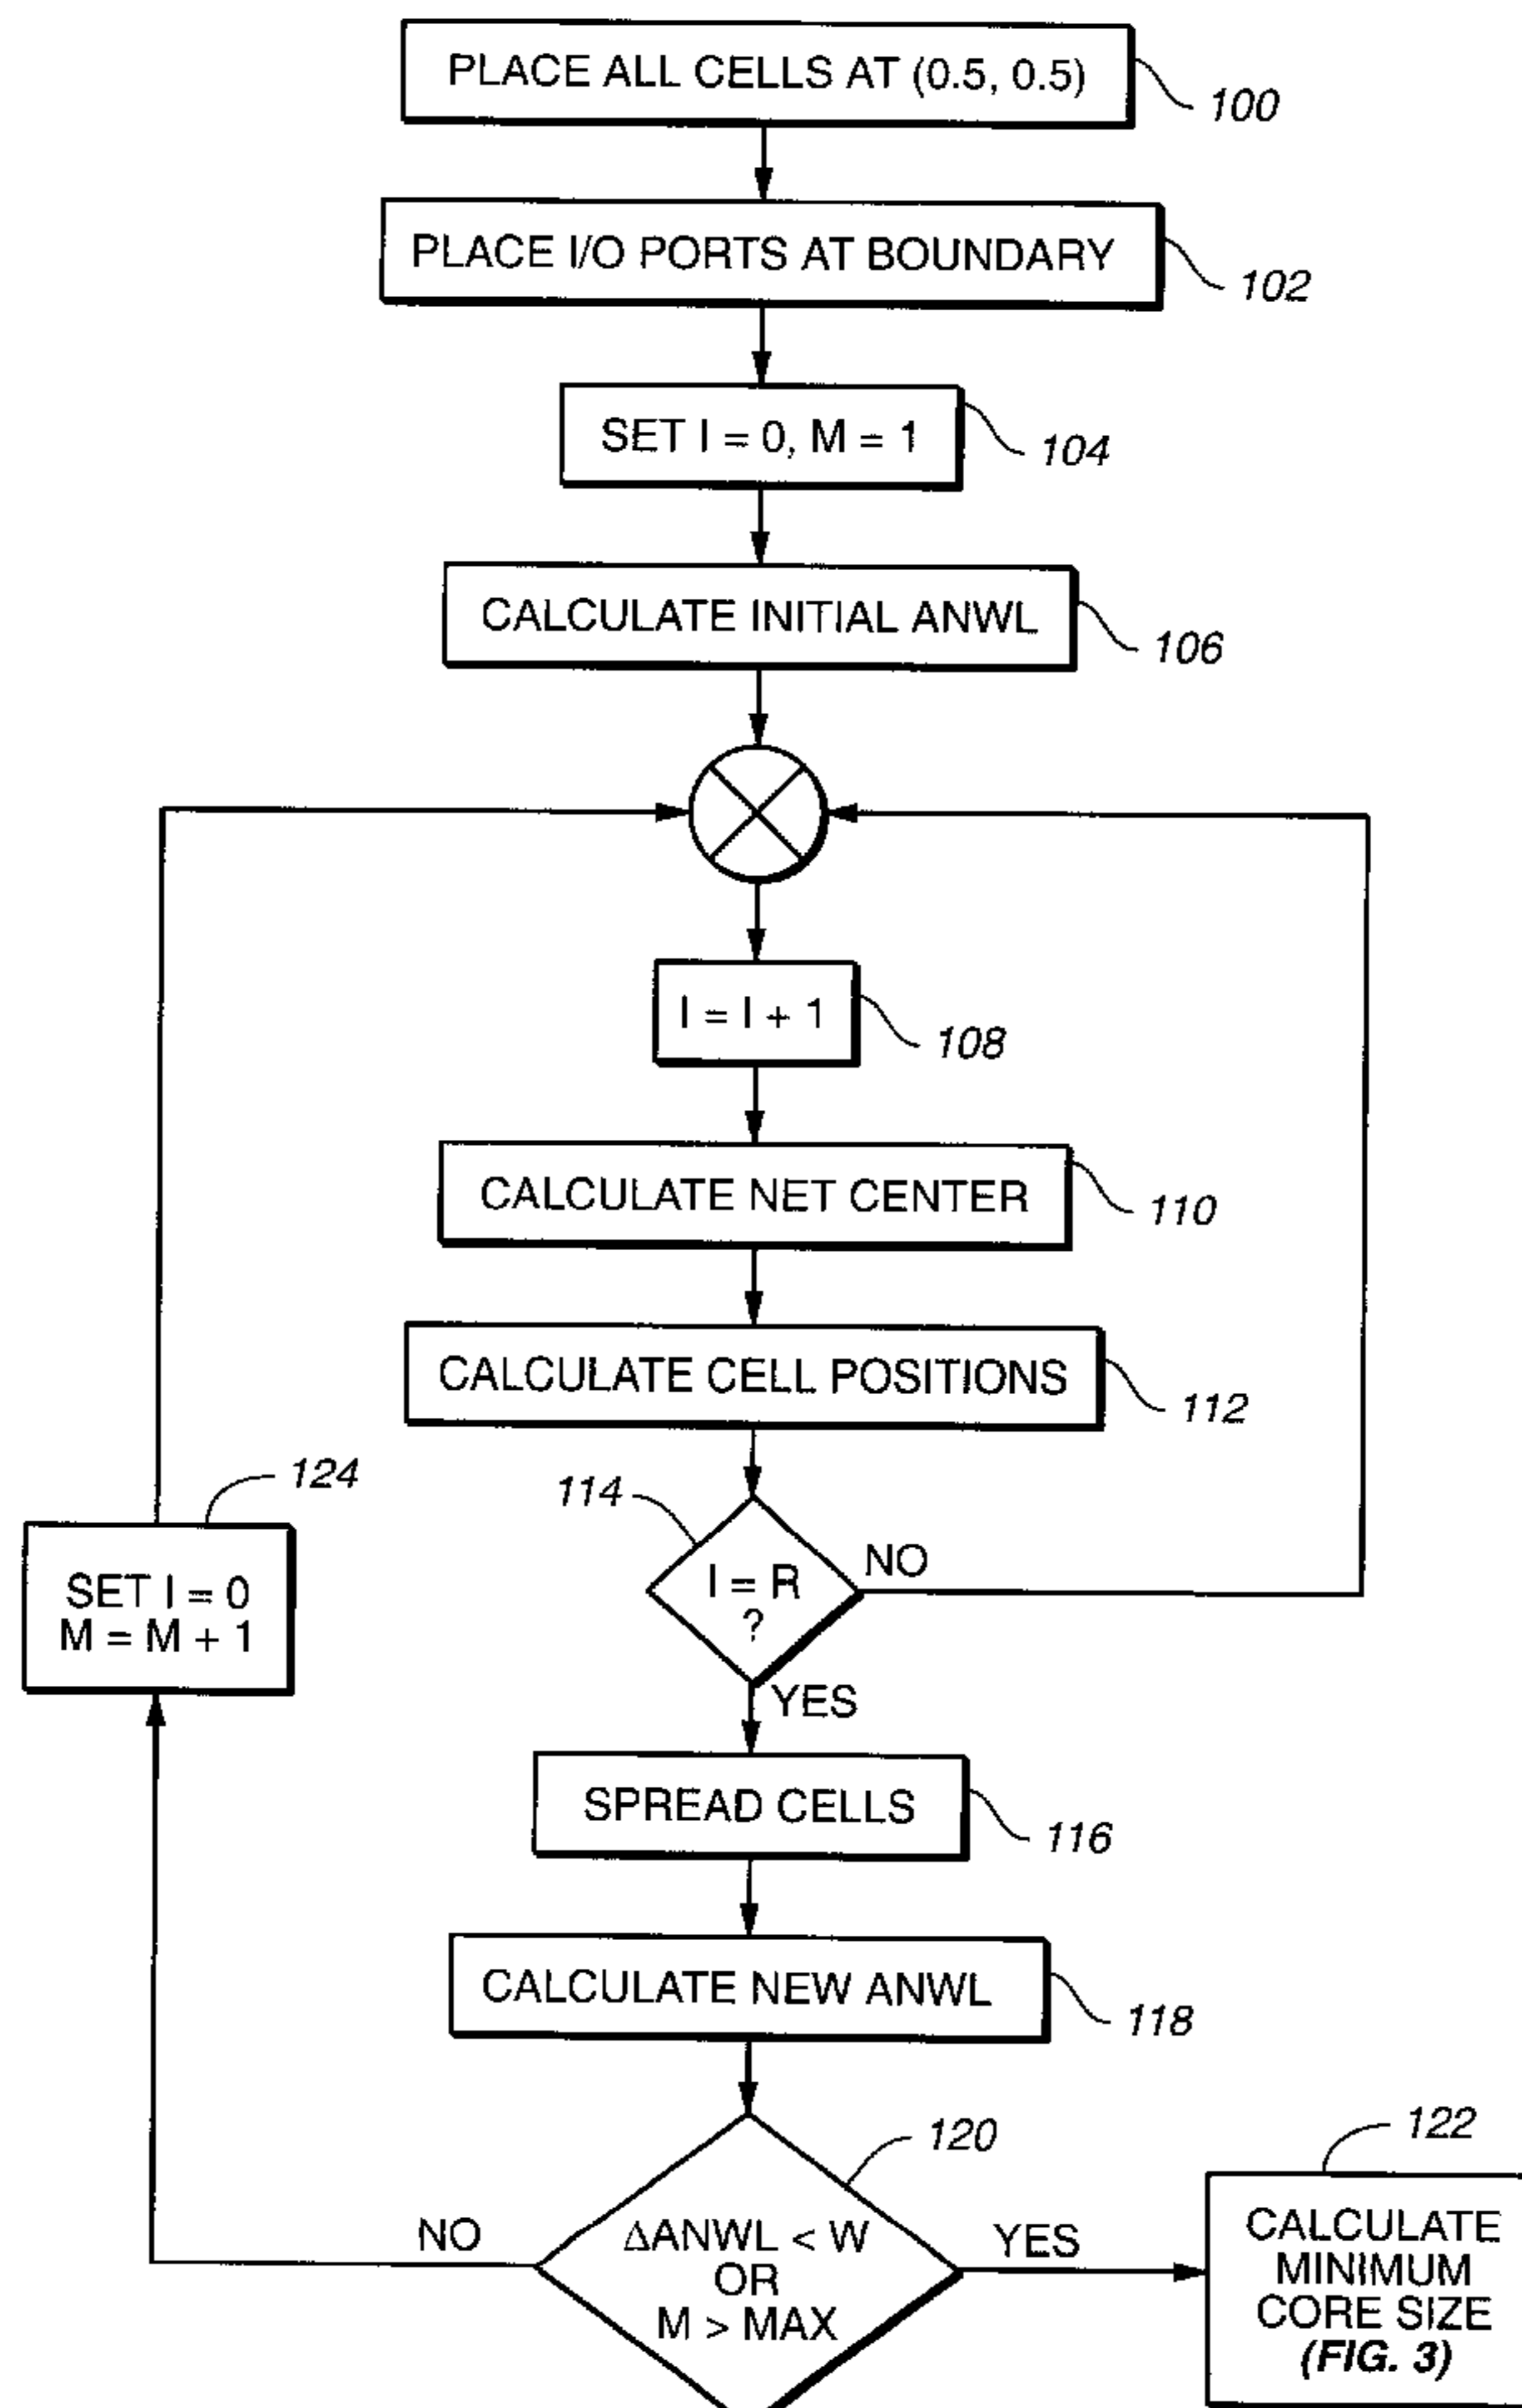 PLACE ALL CELLS AT (0.5, 0.5)
100
PLACE I/O PORTS AT BOUNDARY
102
SET I = 0, M = 1
104
CALCULATE INITIAL ANWL
106
I = I + 1
108
CALCULATE NET CENTER
110
CALCULATE CELL POSITIONS
112
124
SET I = 0
M = M + 1
114
I = R
?
NO
YES
SPREAD CELLS
116
CALCULATE NEW ANWL
118
120
ΔANWL < W
OR
M > MAX
NO
YES
122
CALCULATE
MINIMUM
CORE SIZE
(FIG. 3)